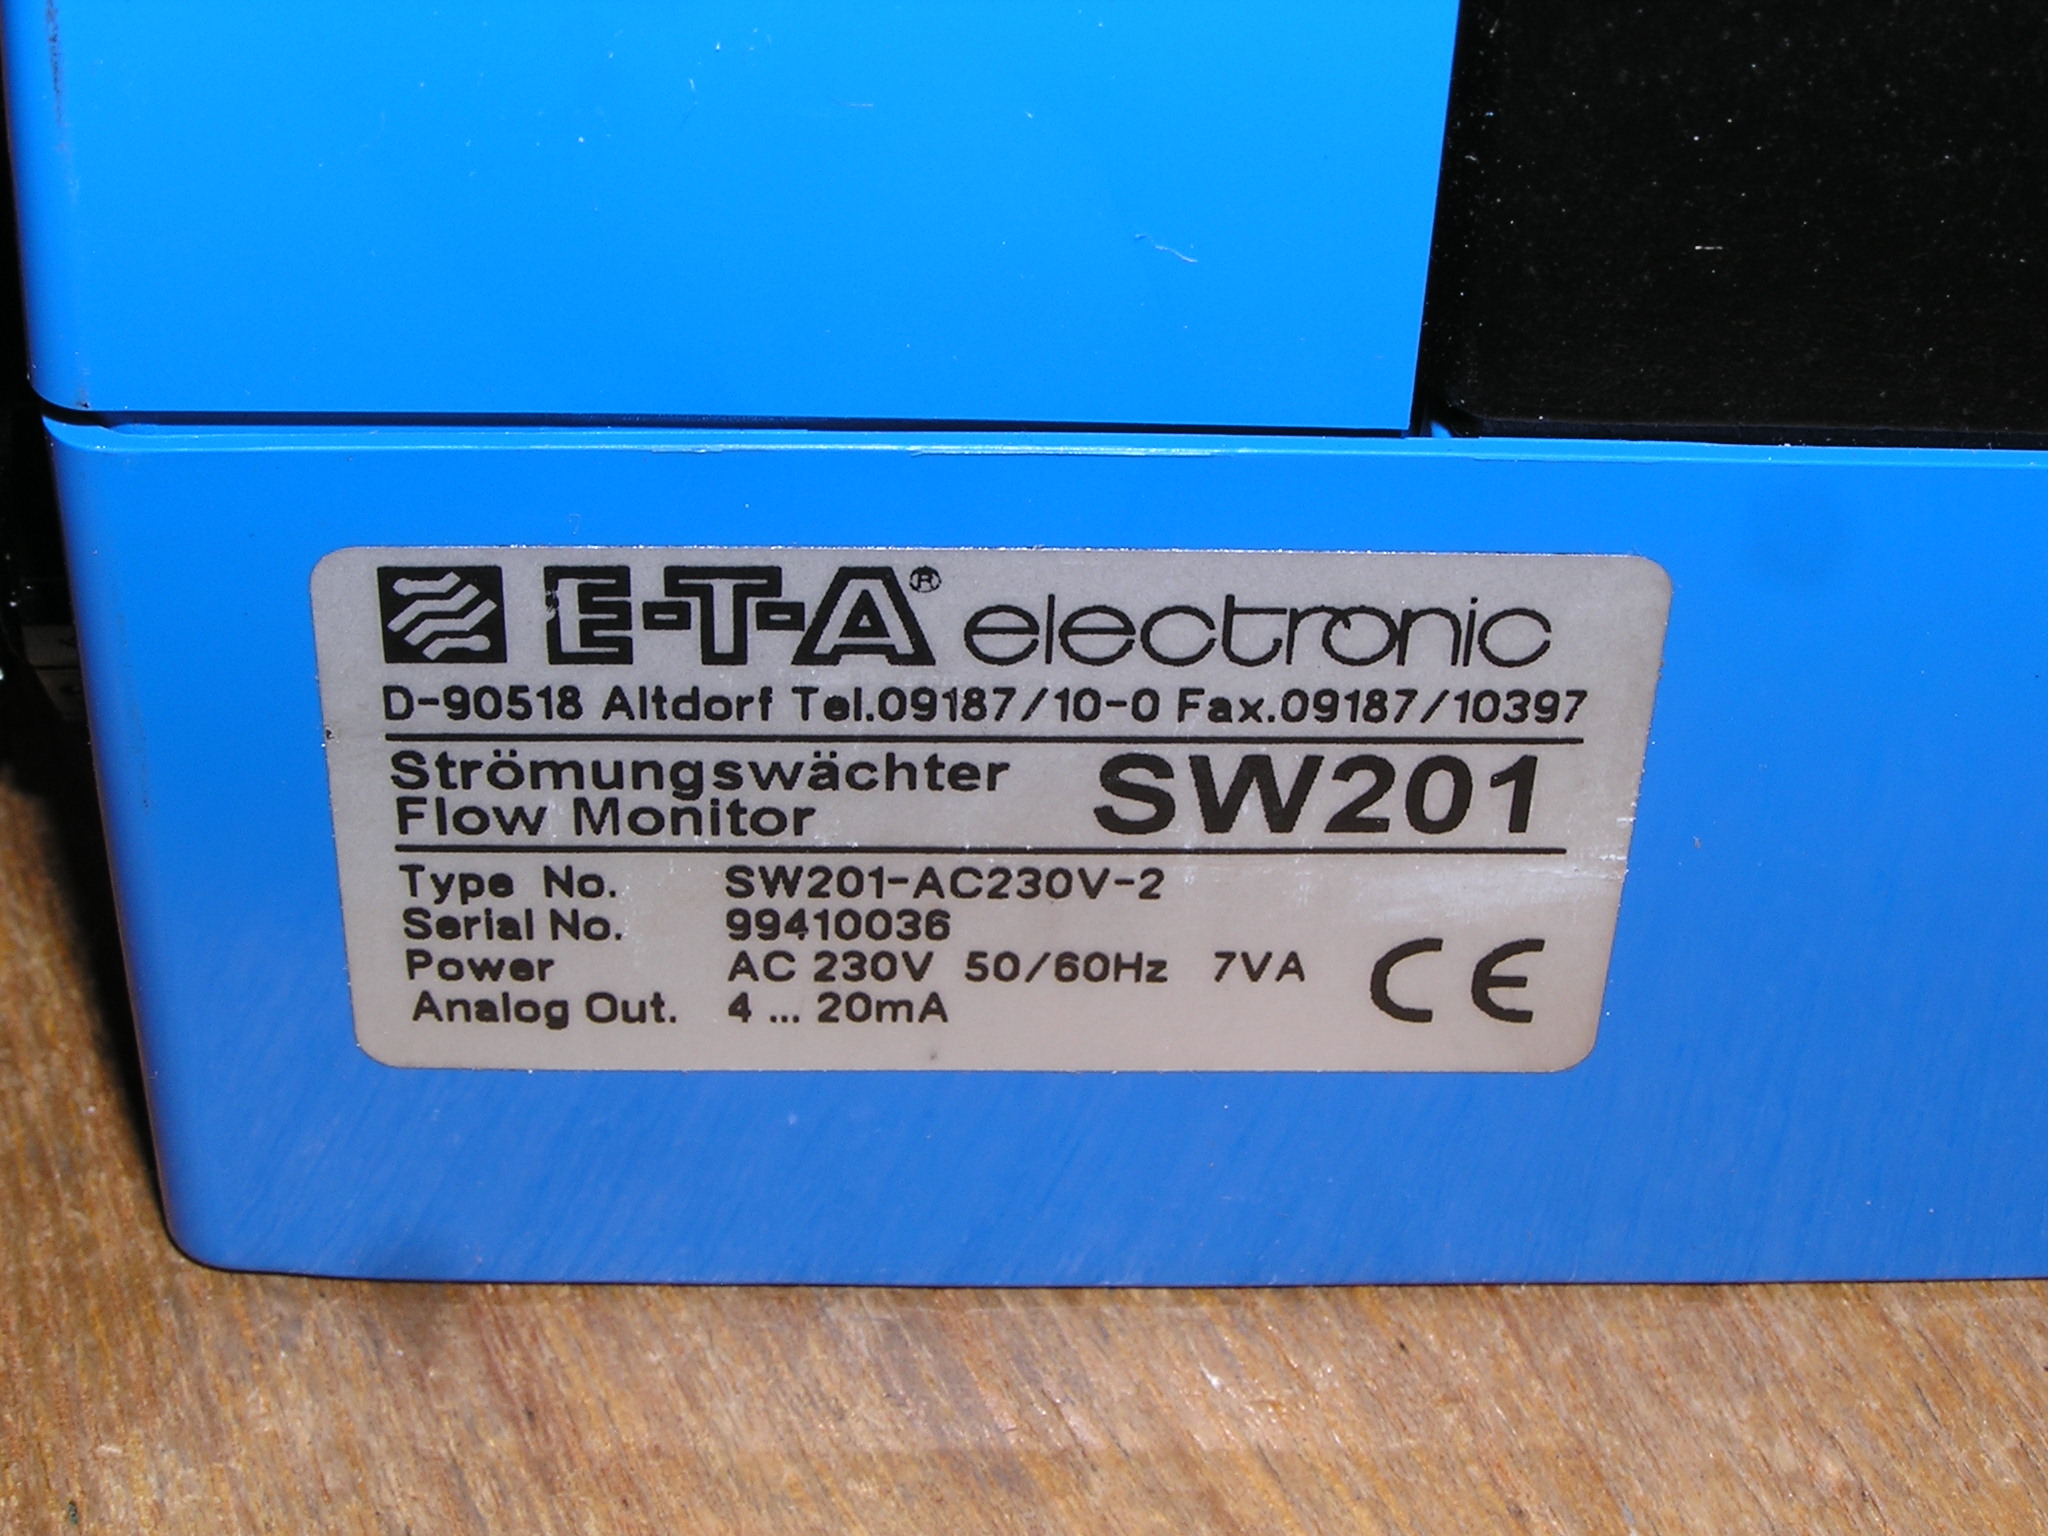 E-T-A® electronic
D-90518 Altdorf Tel.09187/10-0 Fax.09187/10397
Strömungswächter SW201
Flow Monitor
Type No. SW201-AC230V-2
Serial No. 99410036
Power AC 230V 50/60Hz 7VA
Analog Out. 4 ... 20mA
CE